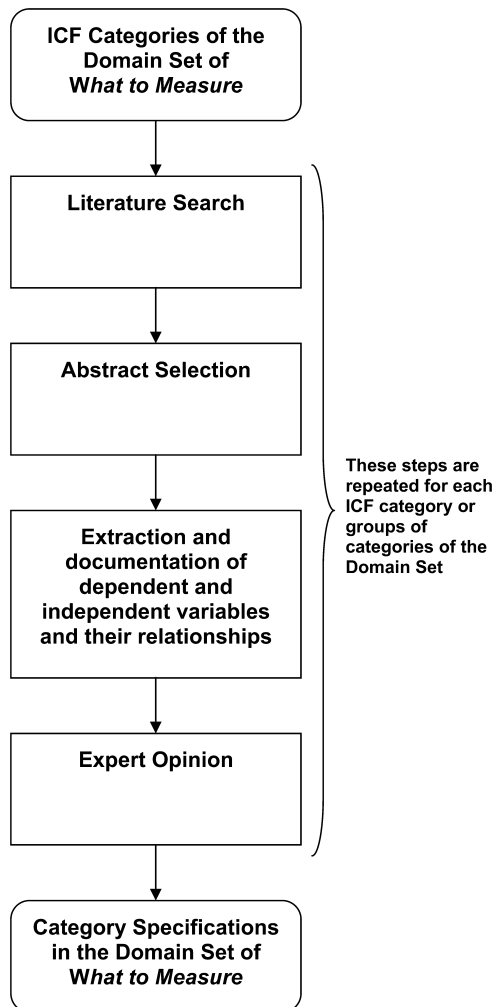 ICF Categories of the
Domain Set of
What to Measure
Literature Search
Abstract Selection
Extraction and
documentation of
dependent and
independent variables
and their relationships
Expert Opinion
These steps are
repeated for each
ICF category or
groups of
categories of the
Domain Set
Category Specifications
in the Domain Set of
What to Measure